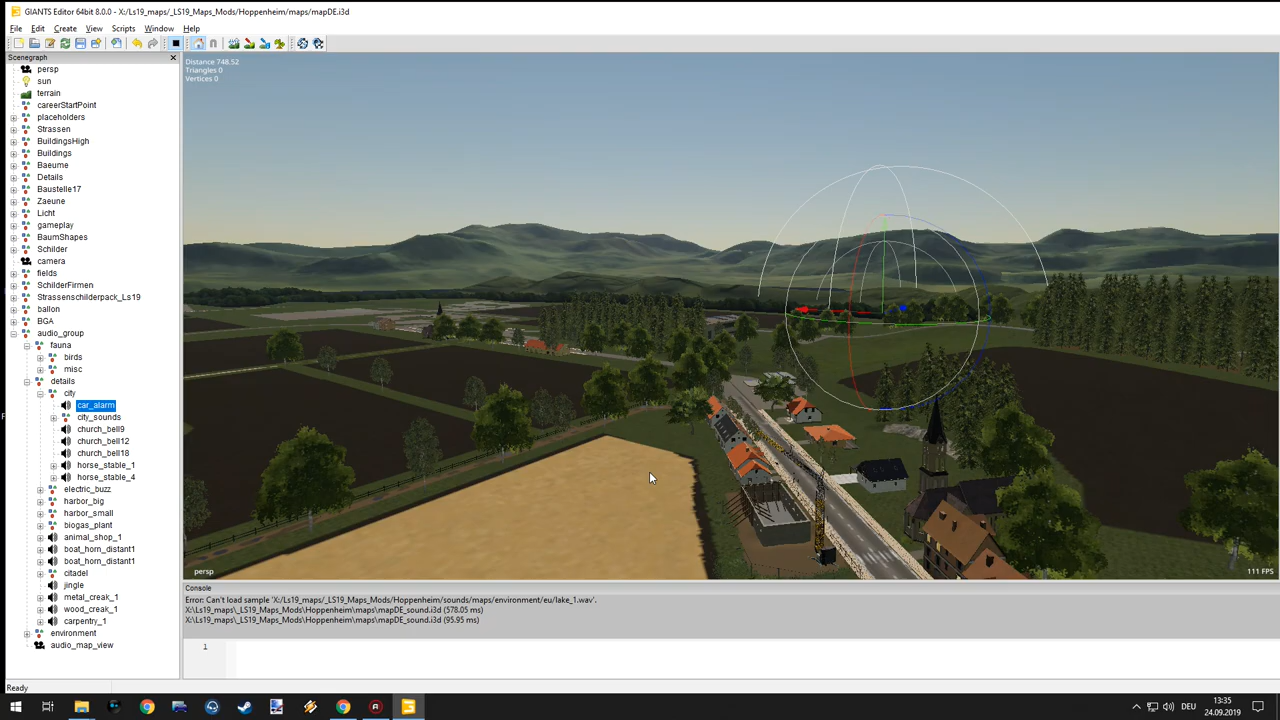 GIANTS Editor 64bit 8.0.0 - X:/Ls19_maps/_LS19_Maps_Mods/Hoppenheim/maps/mapDE.i3d
File Edit Create View Scripts Window Help
Scenegraph
persp
sun
terrain
careerStartPoint
placeholders
Strassen
BuildingsHigh
Buildings
Baeume
Details
Baustelle17
Zaeune
Licht
gameplay
BaumShapes
Schilder
camera
fields
SchilderFirmen
Strassenschilderpack_Ls19
ballon
BGA
audio_group
fauna
birds
misc
details
city
car_alarm
city_sounds
church_bell9
church_bell12
church_bell18
horse_stable_1
horse_stable_4
electric_buzz
harbor_big
harbor_small
biogas_plant
animal_shop_1
boat_horn_distant1
boat_horn_distant1
citadel
jingle
metal_creak_1
wood_creak_1
carpentry_1
environment
audio_map_view
Distance 748.52
Triangles 0
Vertices 0
persp
111 FPS
Console
Error: Can't load sample 'X:/Ls19_maps/_LS19_Maps_Mods/Hoppenheim/sounds/maps/environment/eu/lake_1.wav'.
X:\Ls19_maps\_LS19_Maps_Mods\Hoppenheim\maps\mapDE_sound.i3d (578.05 ms)
X:\Ls19_maps\_LS19_Maps_Mods\Hoppenheim\maps\mapDE_sound.i3d (95.95 ms)
1
Ready
DEU
13:35
24.09.2019